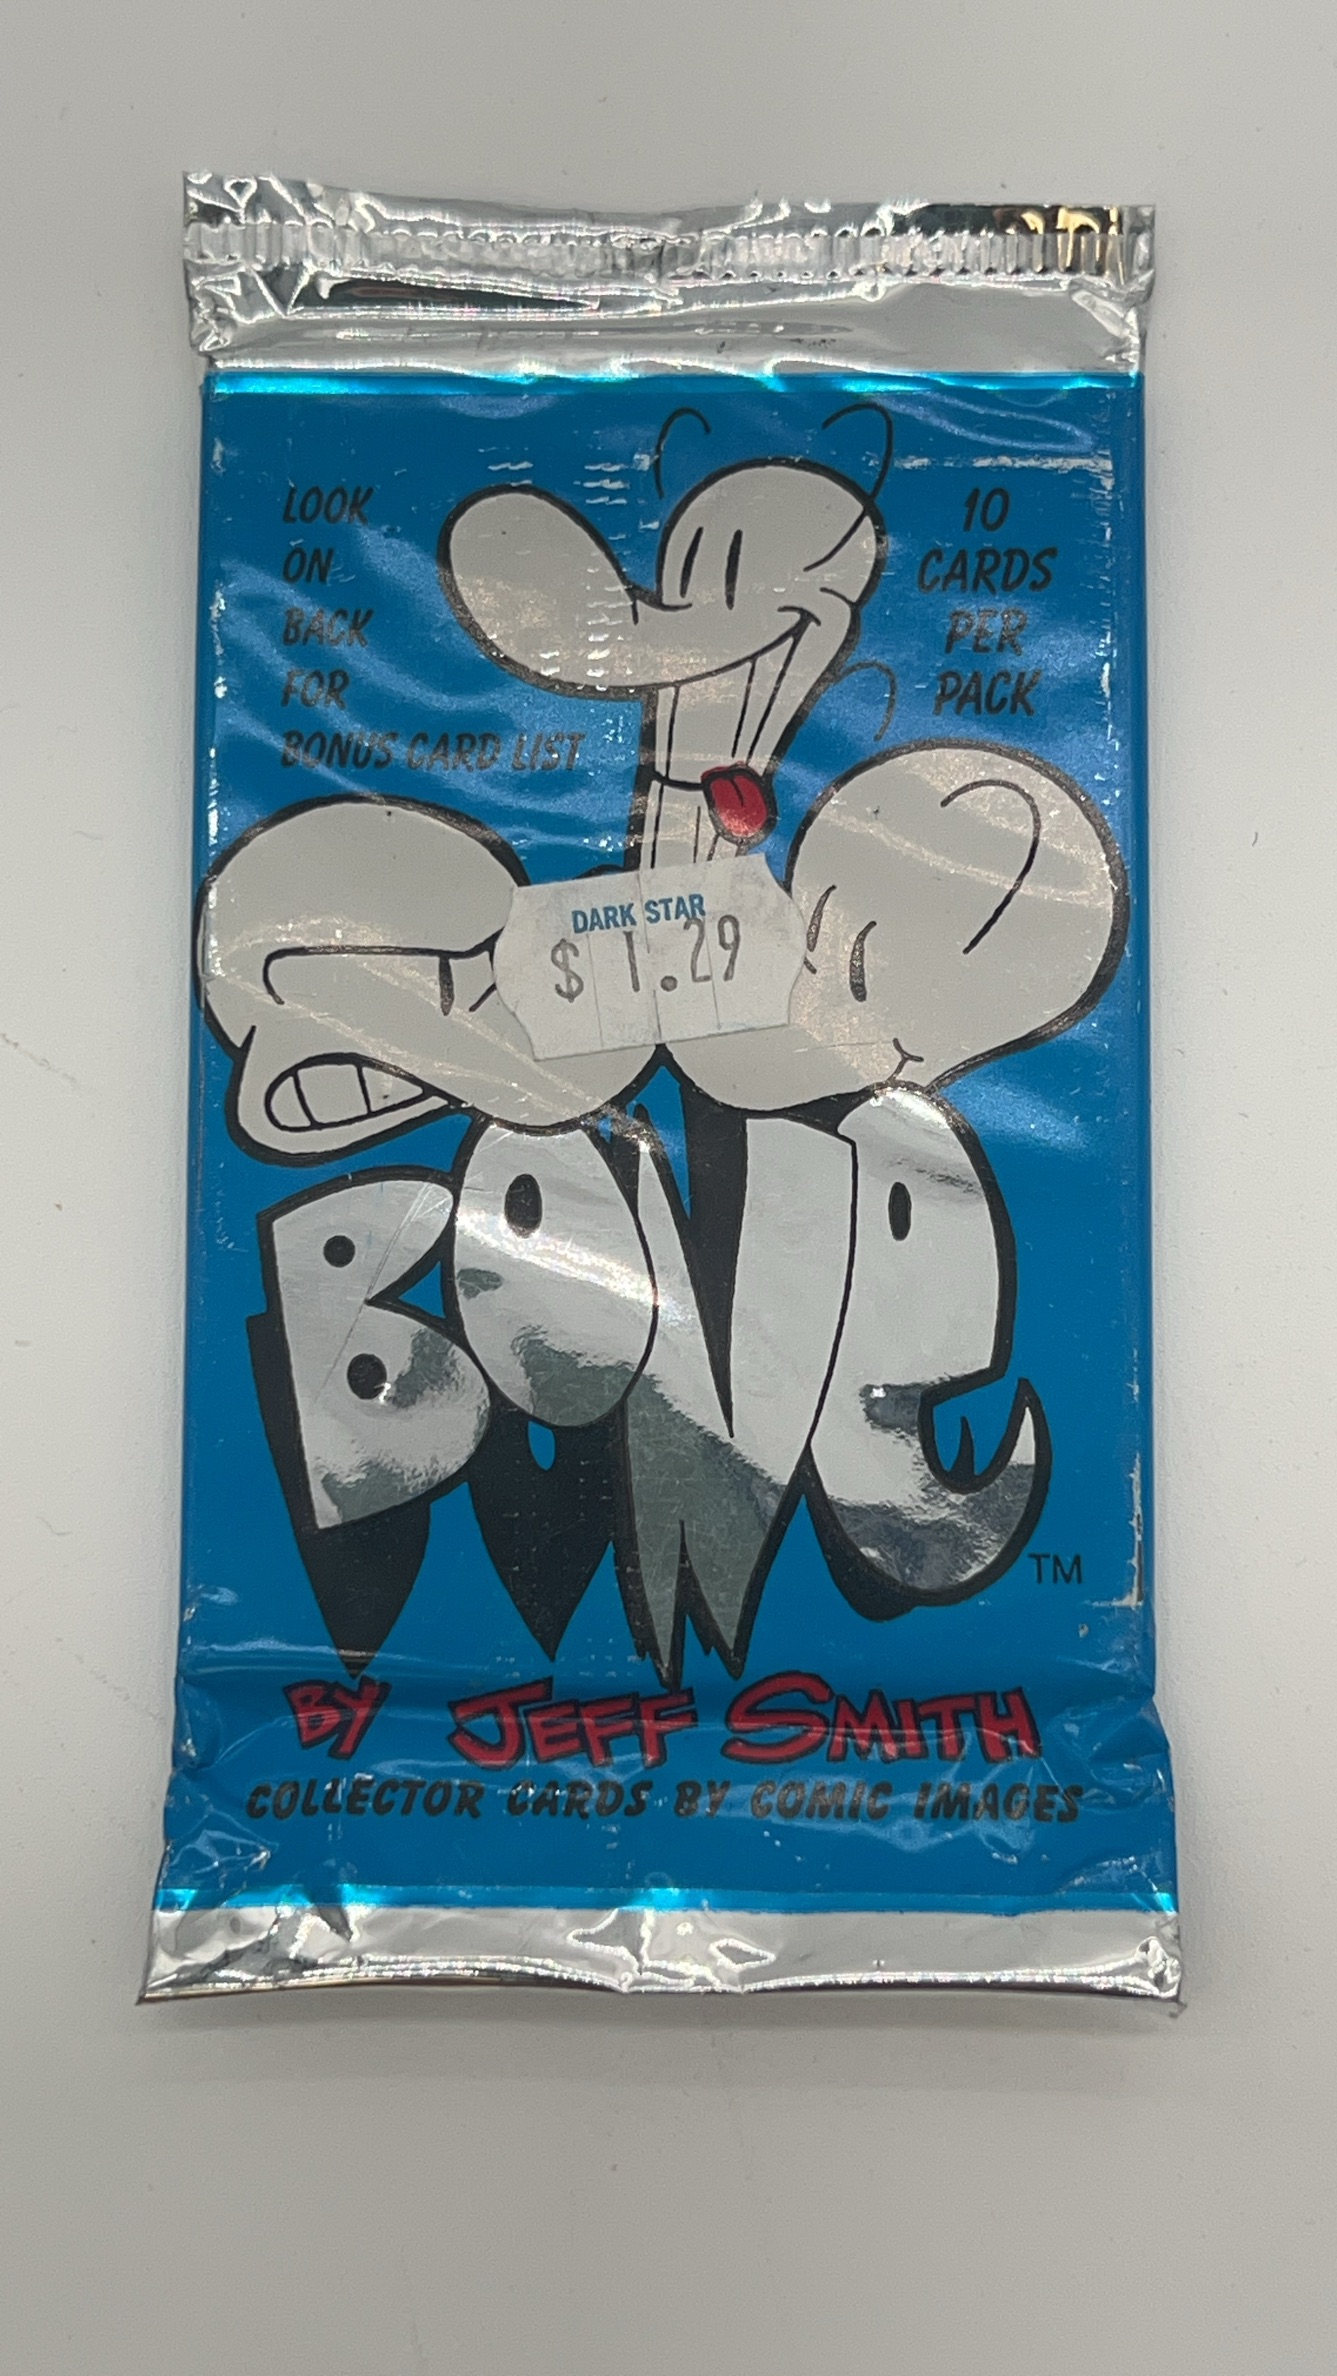 LOOK
ON
BACK
FOR
BONUS CARD LIST
10
CARDS
PER
PACK
DARK STAR
$ 1.29
BONE
TM
BY JEFF SMITH
COLLECTOR CARDS BY COMIC IMAGES